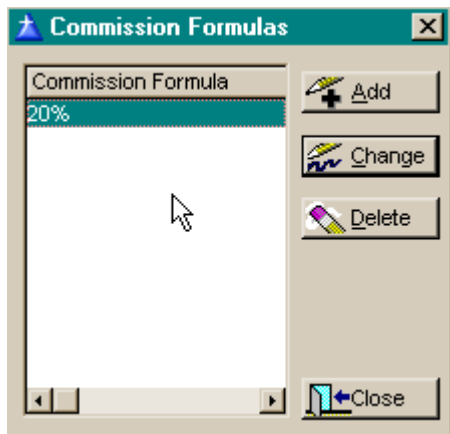 Commission Formulas
Commission Formula
20%
Add
Change
Delete
Close